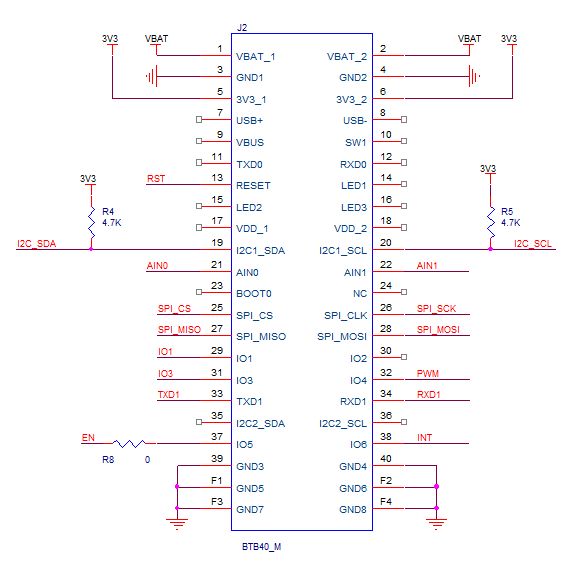 J2
3V3 VBAT VBAT 3V3
1 VBAT_1 VBAT_2 2
3 GND1 GND2 4
5 3V3_1 3V3_2 6
7 USB+ USB- 8
9 VBUS SW1 10
11 TXD0 RXD0 12
RST 13 RESET LED1 14
3V3 3V3
15 LED2 LED3 16
R4 R5
4.7K 4.7K
17 VDD_1 VDD_2 18
I2C_SDA 19 I2C1_SDA I2C1_SCL 20 I2C_SCL
AIN0 21 AIN0 AIN1 22 AIN1
23 BOOT0 NC 24
SPI_CS 25 SPI_CS SPI_CLK 26 SPI_SCK
SPI_MISO 27 SPI_MISO SPI_MOSI 28 SPI_MOSI
IO1 29 IO1 IO2 30
IO3 31 IO3 IO4 32 PWM
TXD1 33 TXD1 RXD1 34 RXD1
35 I2C2_SDA I2C2_SCL 36
EN 37 IO5 IO6 38 INT
R8 0
39 GND3 GND4 40
F1 GND5 GND6 F2
F3 GND7 GND8 F4
BTB40_M